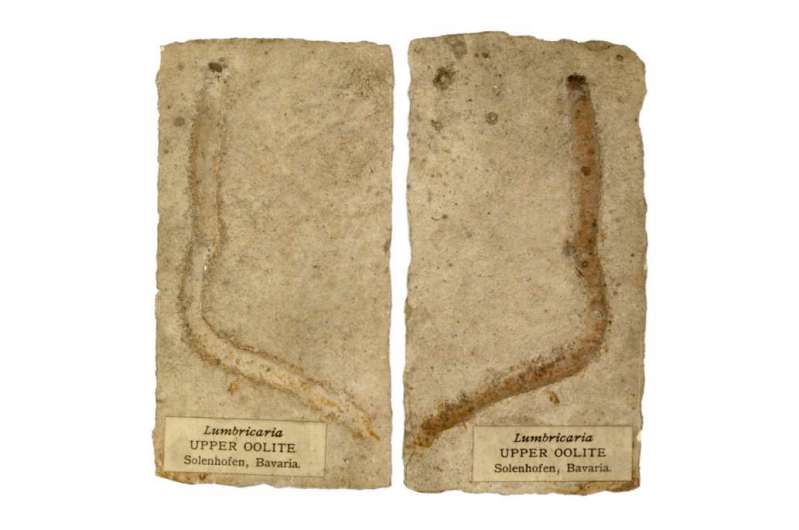 Lumbricaria
UPPER OOLITE
Solenhofen, Bavaria.
Lumbricaria
UPPER OOLITE
Solenhofen, Bavaria.